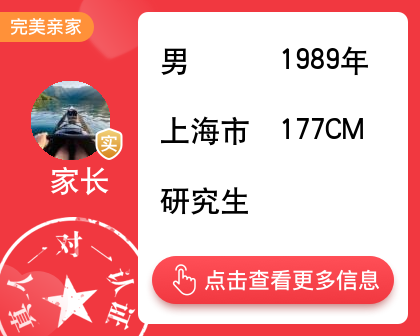 完美亲家
男 1989年
上海市 177CM
实
家长
研究生
真人一对一认证
点击查看更多信息